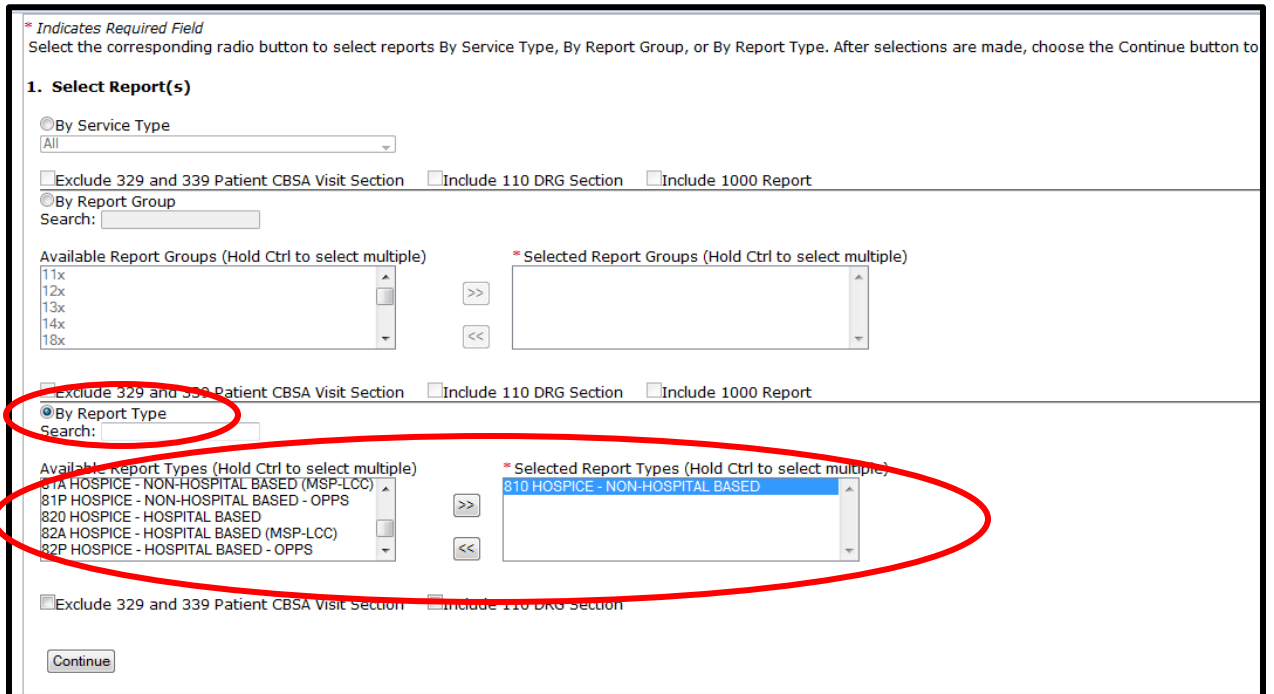 * Indicates Required Field
Select the corresponding radio button to select reports By Service Type, By Report Group, or By Report Type. After selections are made, choose the Continue button to
1. Select Report(s)
By Service Type
All
Exclude 329 and 339 Patient CBSA Visit Section Include 110 DRG Section Include 1000 Report
By Report Group
Search:
Available Report Groups (Hold Ctrl to select multiple) * Selected Report Groups (Hold Ctrl to select multiple)
11x
12x
>>
13x
14x
18x
<<
Exclude 329 and 339 Patient CBSA Visit Section Include 110 DRG Section Include 1000 Report
By Report Type
Search:
Available Report Types (Hold Ctrl to select multiple) * Selected Report Types (Hold Ctrl to select multiple)
81A HOSPICE - NON-HOSPITAL BASED (MSP-LCC) 810 HOSPICE - NON-HOSPITAL BASED
81P HOSPICE - NON-HOSPITAL BASED - OPPS >>
820 HOSPICE - HOSPITAL BASED
82A HOSPICE - HOSPITAL BASED (MSP-LCC)
82P HOSPICE - HOSPITAL BASED - OPPS <<
Exclude 329 and 339 Patient CBSA Visit Section Include 110 DRG Section
Continue